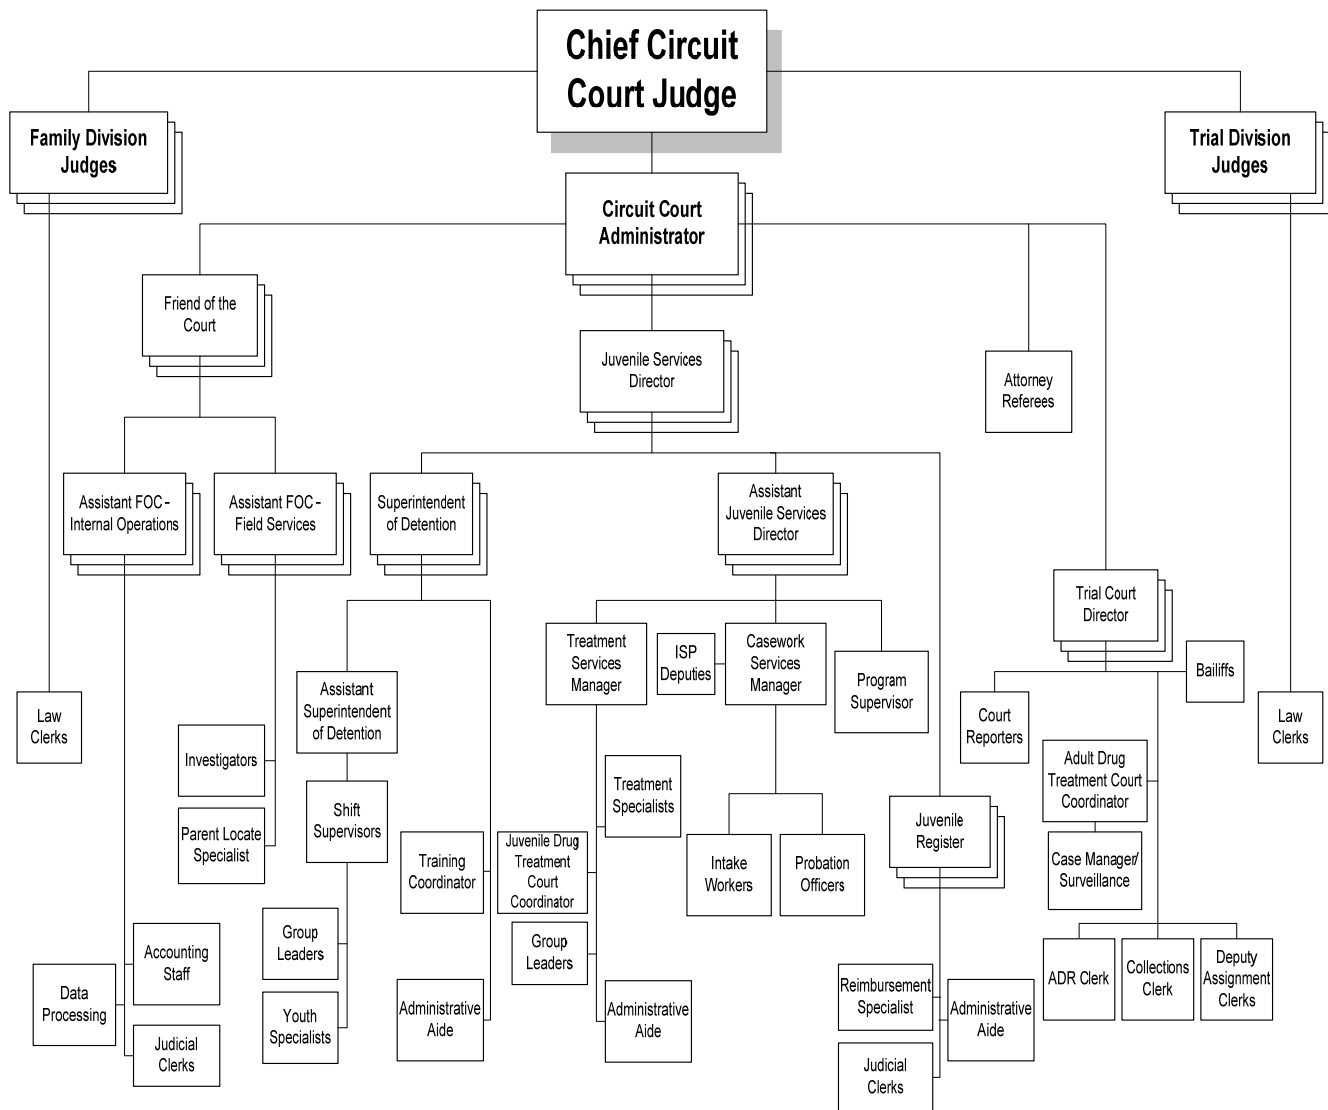 Chief Circuit
Court Judge
Family Division
Judges
Trial Division
Judges
Circuit Court
Administrator
Friend of the
Court
Juvenile Services
Director
Attorney
Referees
Assistant FOC –
Internal Operations
Assistant FOC –
Field Services
Superintendent
of Detention
Assistant
Juvenile Services
Director
Trial Court
Director
Treatment
Services
Manager
ISP
Deputies
Casework
Services
Manager
Program
Supervisor
Bailiffs
Law
Clerks
Assistant
Superintendent
of Detention
Court
Reporters
Law
Clerks
Investigators
Treatment
Specialists
Adult Drug
Treatment Court
Coordinator
Parent Locate
Specialist
Shift
Supervisors
Training
Coordinator
Juvenile Drug
Treatment
Court
Coordinator
Intake
Workers
Probation
Officers
Juvenile
Register
Case Manager/
Surveillance
Accounting
Staff
Group
Leaders
Group
Leaders
ADR Clerk
Collections
Clerk
Deputy
Assignment
Clerks
Data
Processing
Youth
Specialists
Administrative
Aide
Administrative
Aide
Reimbursement
Specialist
Administrative
Aide
Judicial
Clerks
Judicial
Clerks